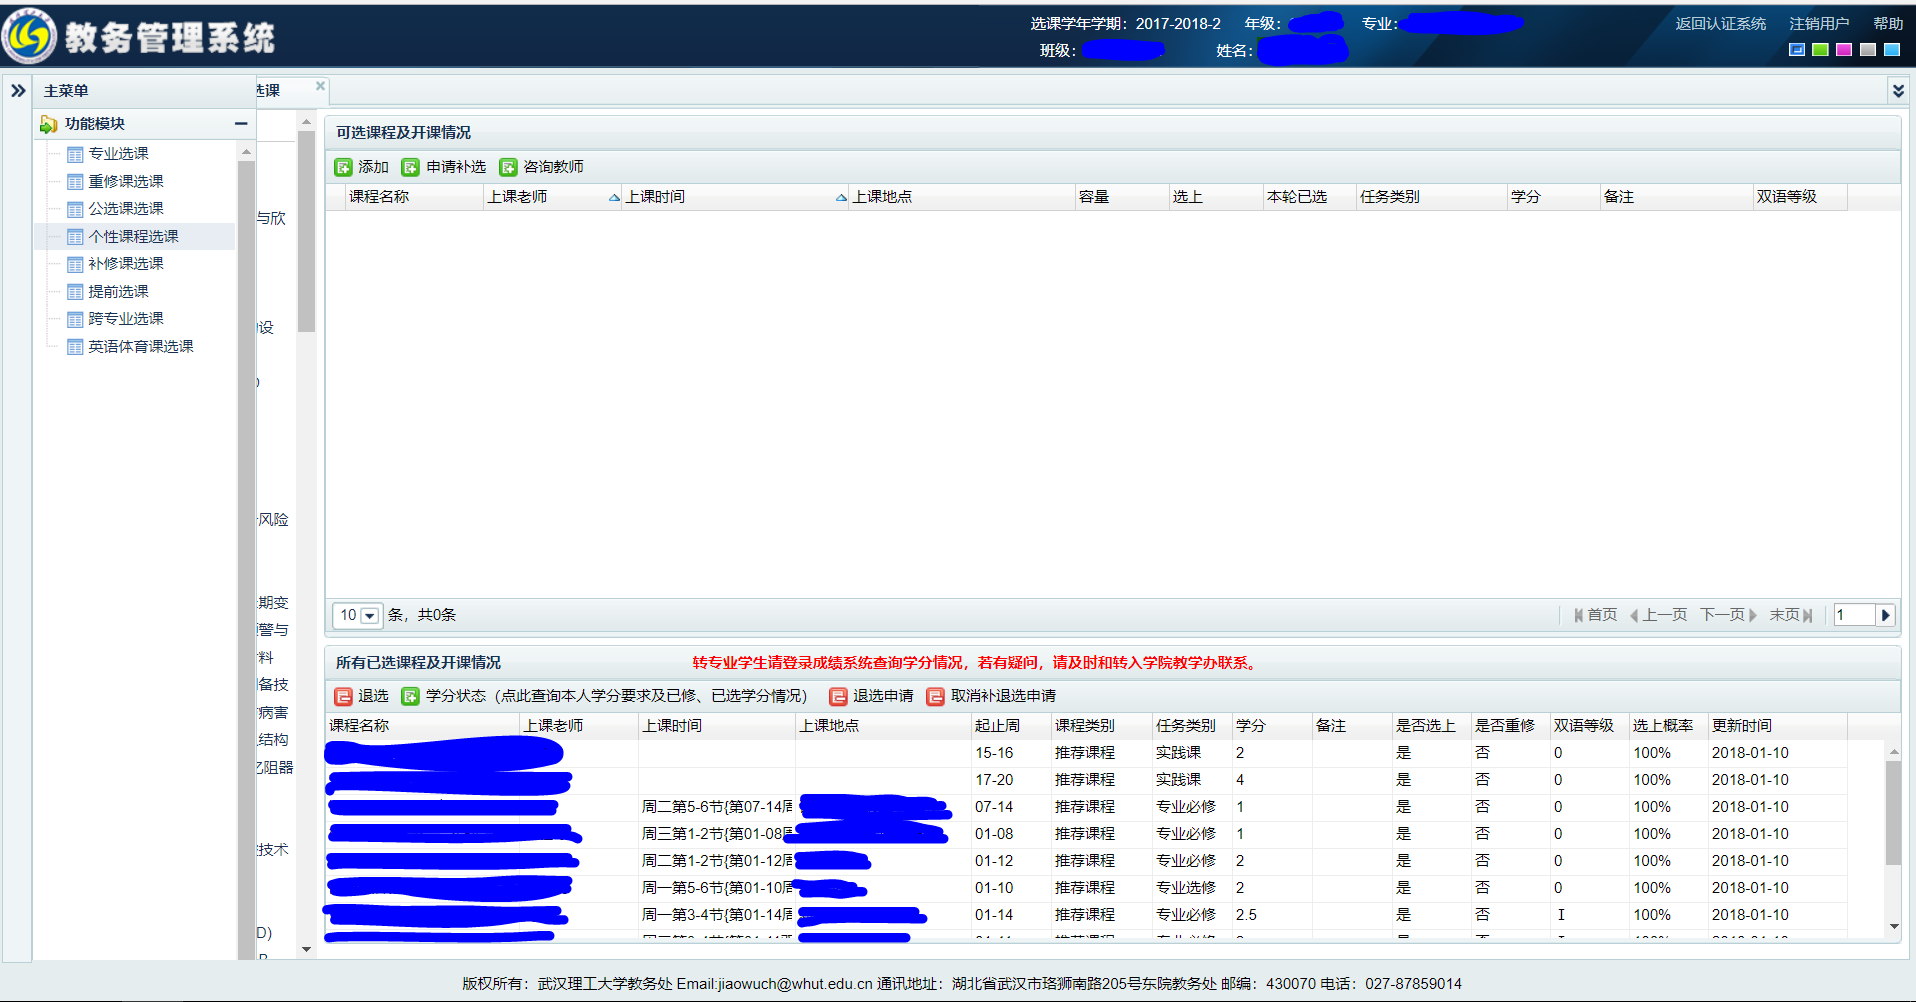 教务管理系统
选课学年学期：2017-2018-2 年级： 专业：
班级： 姓名：
返回认证系统 注销用户 帮助
主菜单
选课
功能模块
专业选课
重修课选课
公选课选课
个性课程选课
补修课选课
提前选课
跨专业选课
英语体育课选课
与欣
设
风险
期变
警与
料
备技
病害
结构
阻器
技术
D)
可选课程及开课情况
添加 申请补选 咨询教师
课程名称 上课老师 上课时间 上课地点 容量 选上 本轮已选 任务类别 学分 备注 双语等级
10 条，共0条
首页 上一页 下一页 末页 1
所有已选课程及开课情况 转专业学生请登录成绩系统查询学分情况，若有疑问，请及时和转入学院教学办联系。
退选 学分状态（点此查询本人学分要求及已修、已选学分情况） 退选申请 取消补退选申请
课程名称 上课老师 上课时间 上课地点 起止周 课程类别 任务类别 学分 备注 是否选上 是否重修 双语等级 选上概率 更新时间
15-16 推荐课程 实践课 2 是 否 0 100% 2018-01-10
17-20 推荐课程 实践课 4 是 否 0 100% 2018-01-10
周二第5-6节{第07-14周 07-14 推荐课程 专业必修 1 是 否 0 100% 2018-01-10
周三第1-2节{第01-08周 01-08 推荐课程 专业必修 1 是 否 0 100% 2018-01-10
周二第1-2节{第01-12周 01-12 推荐课程 专业必修 2 是 否 0 100% 2018-01-10
周一第5-6节{第01-10周 01-10 推荐课程 专业选修 2 是 否 0 100% 2018-01-10
周一第3-4节{第01-14周 01-14 推荐课程 专业必修 2.5 是 否 I 100% 2018-01-10
版权所有：武汉理工大学教务处 Email:jiaowuch@whut.edu.cn 通讯地址：湖北省武汉市珞狮南路205号东院教务处 邮编：430070 电话：027-87859014